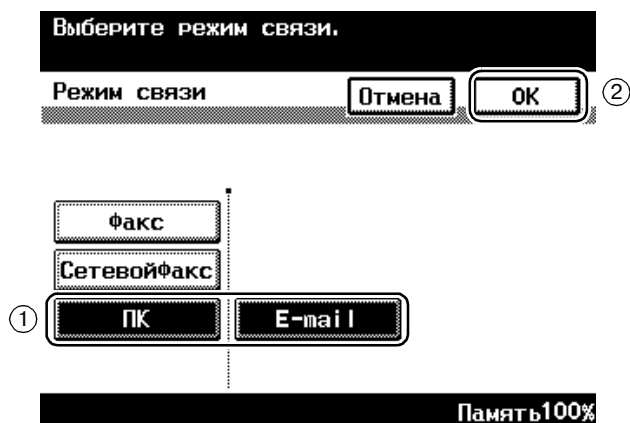 Выберите режим связи.
Режим связи Отмена OK 2
Факс
СетевойФакс
1 ПК E-mail
Память100%